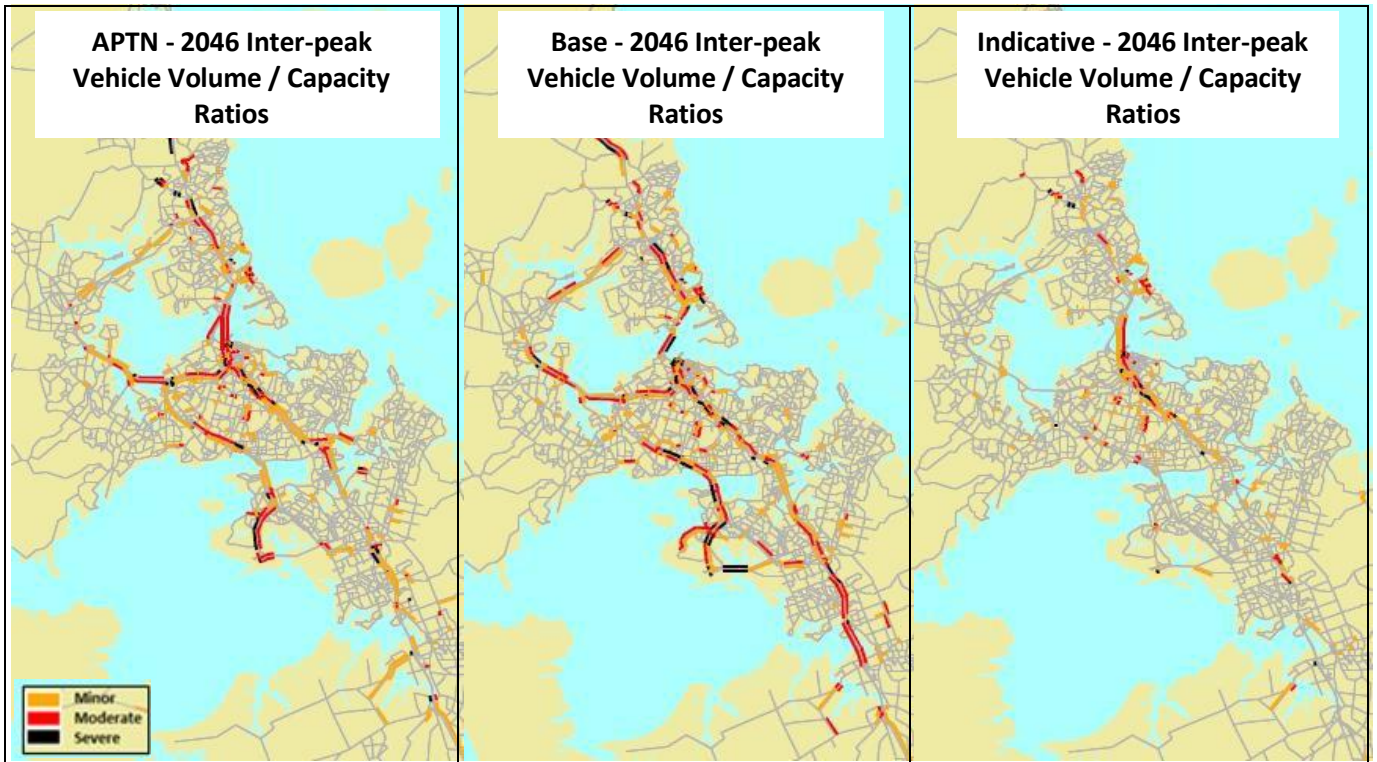 APTN - 2046 Inter-peak
Vehicle Volume / Capacity
Ratios
Base - 2046 Inter-peak
Vehicle Volume / Capacity
Ratios
Indicative - 2046 Inter-peak
Vehicle Volume / Capacity
Ratios
Minor
Moderate
Severe